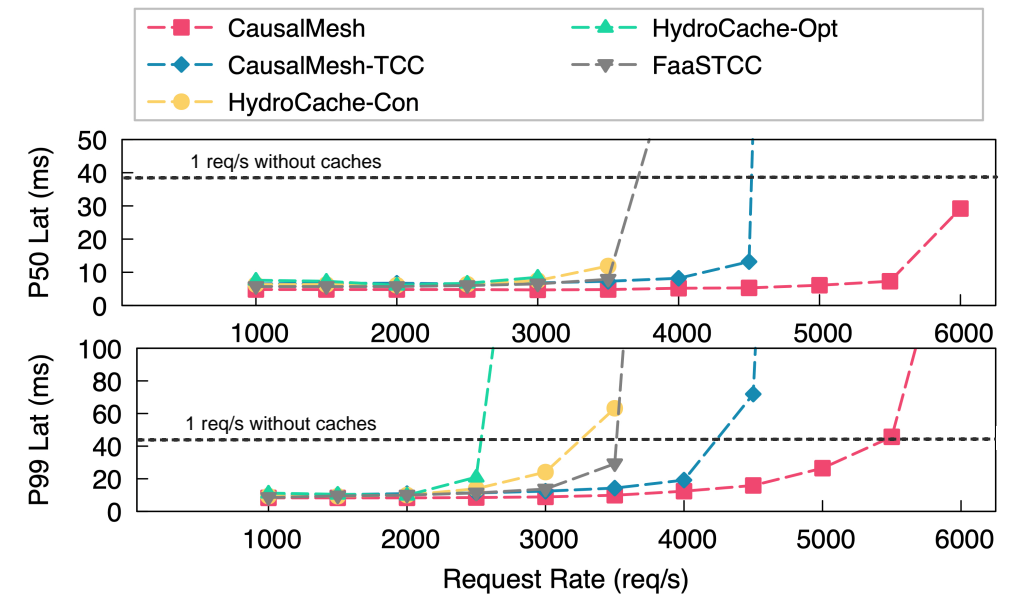 CausalMesh
HydroCache-Opt
CausalMesh-TCC
FaaSTCC
HydroCache-Con
P50 Lat (ms)
50
40
30
20
10
0
1 req/s without caches
1000 2000 3000 4000 5000 6000
P99 Lat (ms)
100
80
60
40
20
0
1 req/s without caches
1000 2000 3000 4000 5000 6000
Request Rate (req/s)